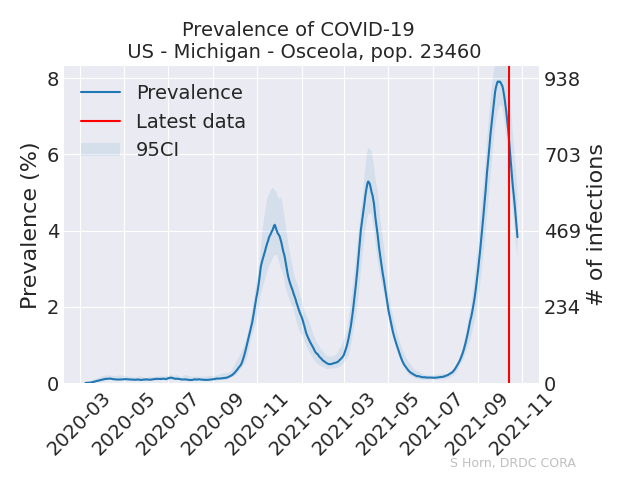 Prevalence of COVID-19
US - Michigan - Osceola, pop. 23460
Prevalence
Latest data
95CI
Prevalence (%)
8
6
4
2
0
938
703
469
234
0
# of infections
2020-03
2020-05
2020-07
2020-09
2020-11
2021-01
2021-03
2021-05
2021-07
2021-09
2021-11
S Horn, DRDC CORA